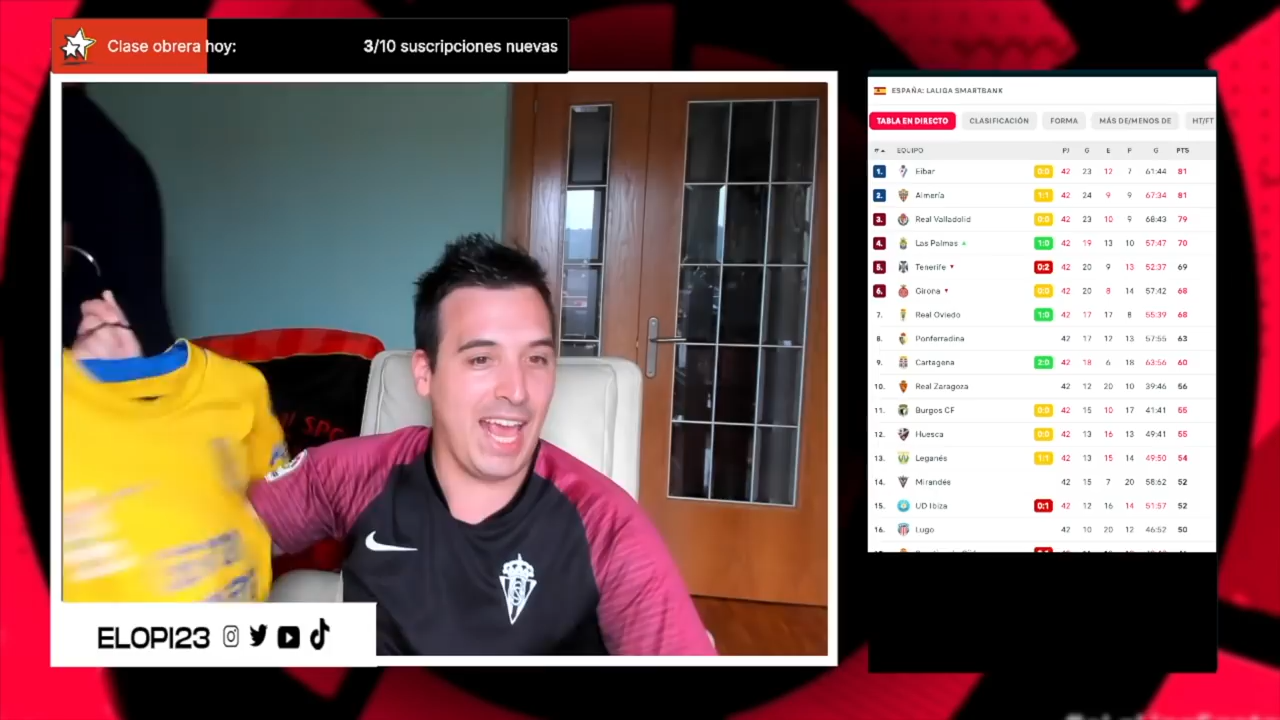 Clase obrera hoy: 3/10 suscripciones nuevas
ELOPI23
ESPAÑA: LALIGA SMARTBANK
TABLA EN DIRECTO CLASIFICACIÓN FORMA MÁS DE/MENOS DE HT/FT
# EQUIPO PJ G E P G PTS
1. Eibar 0:0 42 23 12 7 61:44 81
2. Almería 1:1 42 24 9 9 67:34 81
3. Real Valladolid 0:0 42 23 10 9 68:43 79
4. Las Palmas 1:0 42 19 13 10 57:47 70
5. Tenerife 0:2 42 20 9 13 52:37 69
6. Girona 0:0 42 20 8 14 57:42 68
7. Real Oviedo 1:0 42 17 17 8 55:39 68
8. Ponferradina 42 17 12 13 57:55 63
9. Cartagena 2:0 42 18 6 18 63:56 60
10. Real Zaragoza 42 12 20 10 39:46 56
11. Burgos CF 0:0 42 15 10 17 41:41 55
12. Huesca 0:0 42 13 16 13 49:41 55
13. Leganés 1:1 42 13 15 14 49:50 54
14. Mirandés 42 15 7 20 58:62 52
15. UD Ibiza 0:1 42 12 16 14 51:57 52
16. Lugo 42 10 20 12 46:52 50